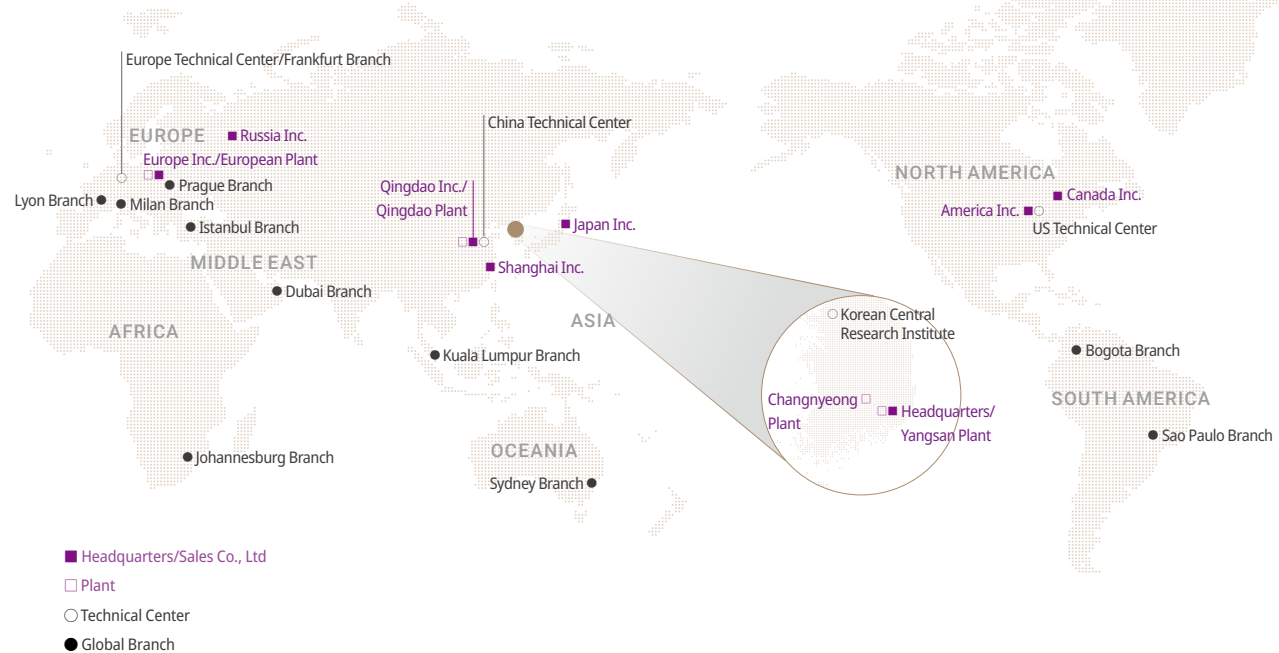 Europe Technical Center/Frankfurt Branch
EUROPE
Russia Inc.
Europe Inc./European Plant
Prague Branch
Lyon Branch
Milan Branch
Istanbul Branch
MIDDLE EAST
Dubai Branch
AFRICA
Johannesburg Branch
China Technical Center
Qingdao Inc./
Qingdao Plant
Japan Inc.
Shanghai Inc.
ASIA
Kuala Lumpur Branch
OCEANIA
Sydney Branch
Korean Central
Research Institute
Changnyeong
Plant
Headquarters/
Yangsan Plant
NORTH AMERICA
Canada Inc.
America Inc.
US Technical Center
Bogota Branch
SOUTH AMERICA
Sao Paulo Branch
Headquarters/Sales Co., Ltd
Plant
Technical Center
Global Branch